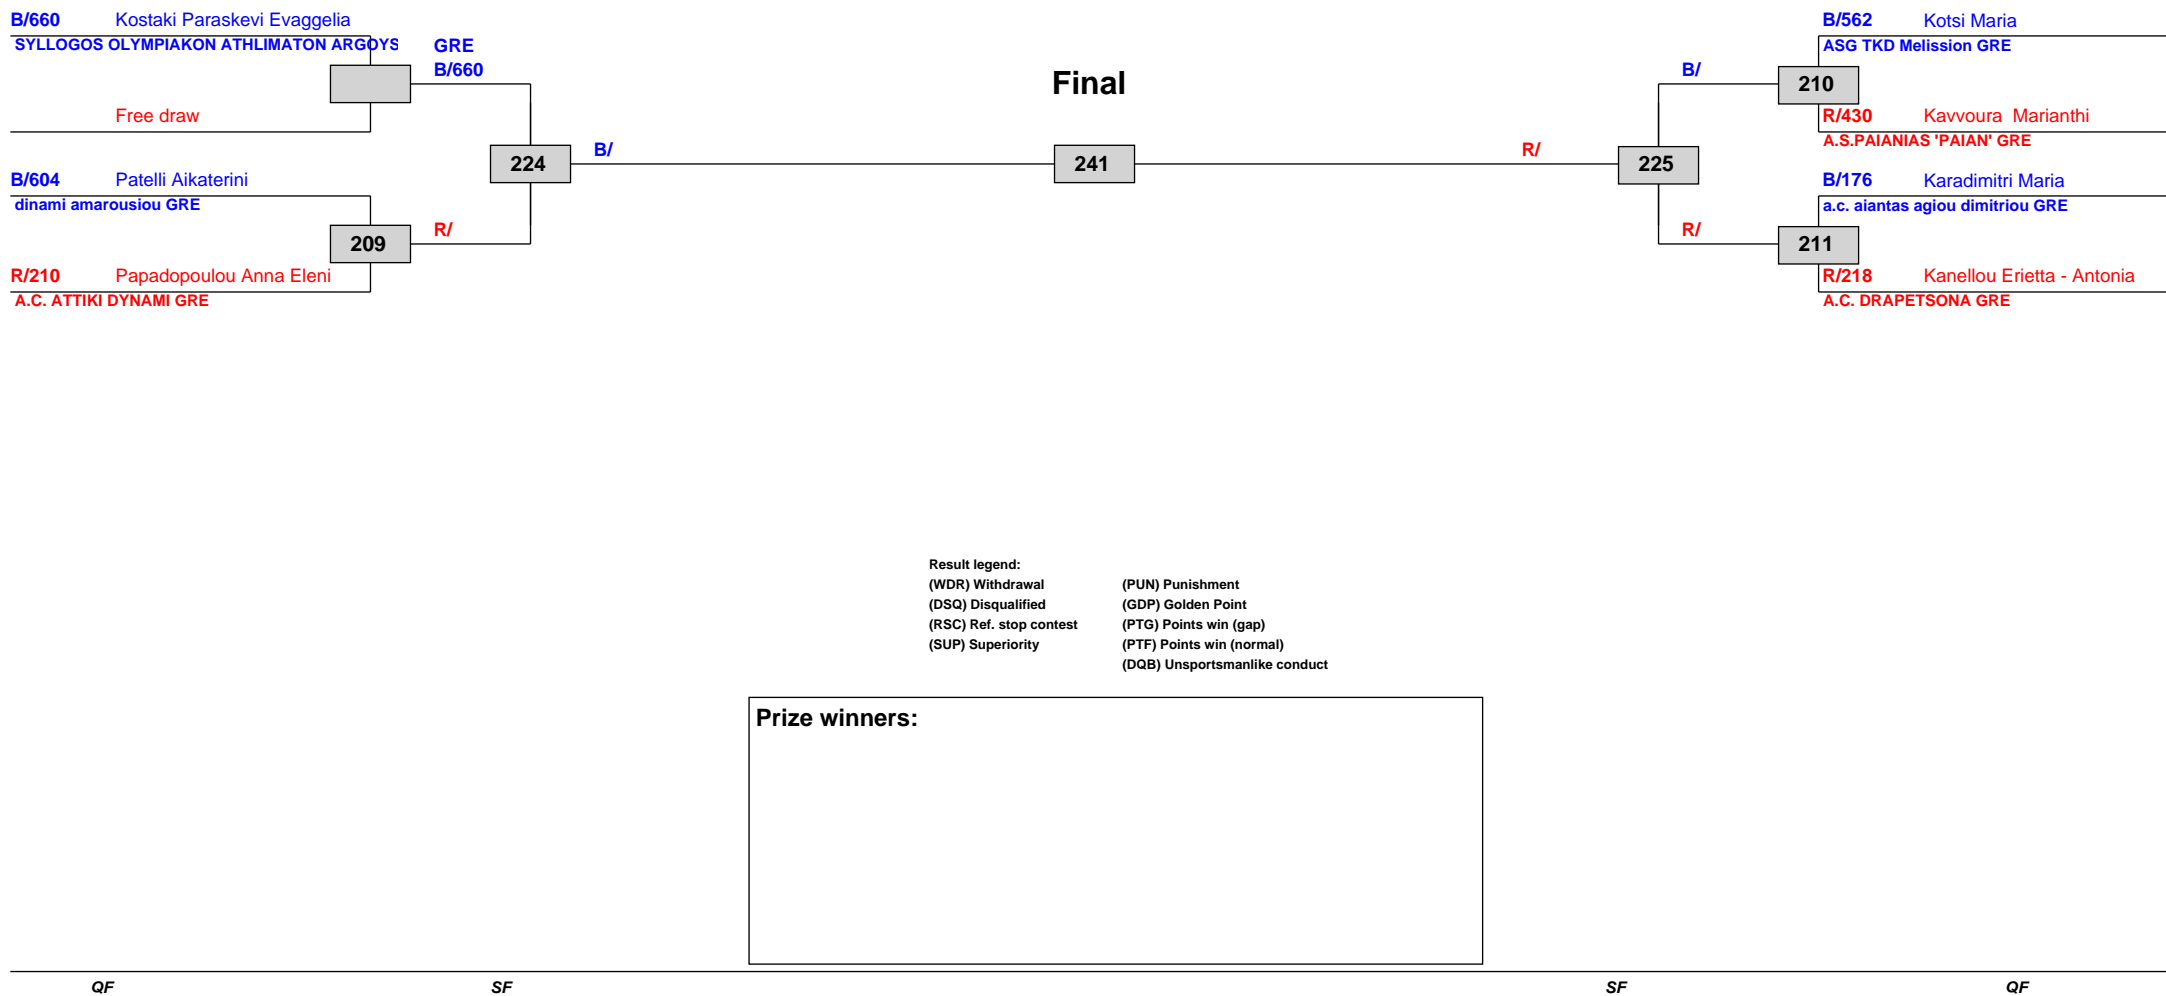 B/660 Kostaki Paraskevi Evaggelia
SYLLOGOS OLYMPIAKON ATHLIMATON ARGOYS GRE
B/660
Free draw
B/604 Patelli Aikaterini
dinami amarousiou GRE
209
R/
R/210 Papadopoulou Anna Eleni
A.C. ATTIKI DYNAMI GRE
224
B/
Final
241
R/
225
B/562 Kotsi Maria
ASG TKD Melission GRE
B/
210
R/430 Kavvoura  Marianthi
A.S.PAIANIAS 'PAIAN' GRE
B/176 Karadimitri Maria
a.c. aiantas agiou dimitriou GRE
R/
211
R/218 Kanellou Erietta - Antonia
A.C. DRAPETSONA GRE
Result legend:
(WDR) Withdrawal (PUN) Punishment
(DSQ) Disqualified (GDP) Golden Point
(RSC) Ref. stop contest (PTG) Points win (gap)
(SUP) Superiority (PTF) Points win (normal)
(DQB) Unsportsmanlike conduct
Prize winners:
QF SF SF QF